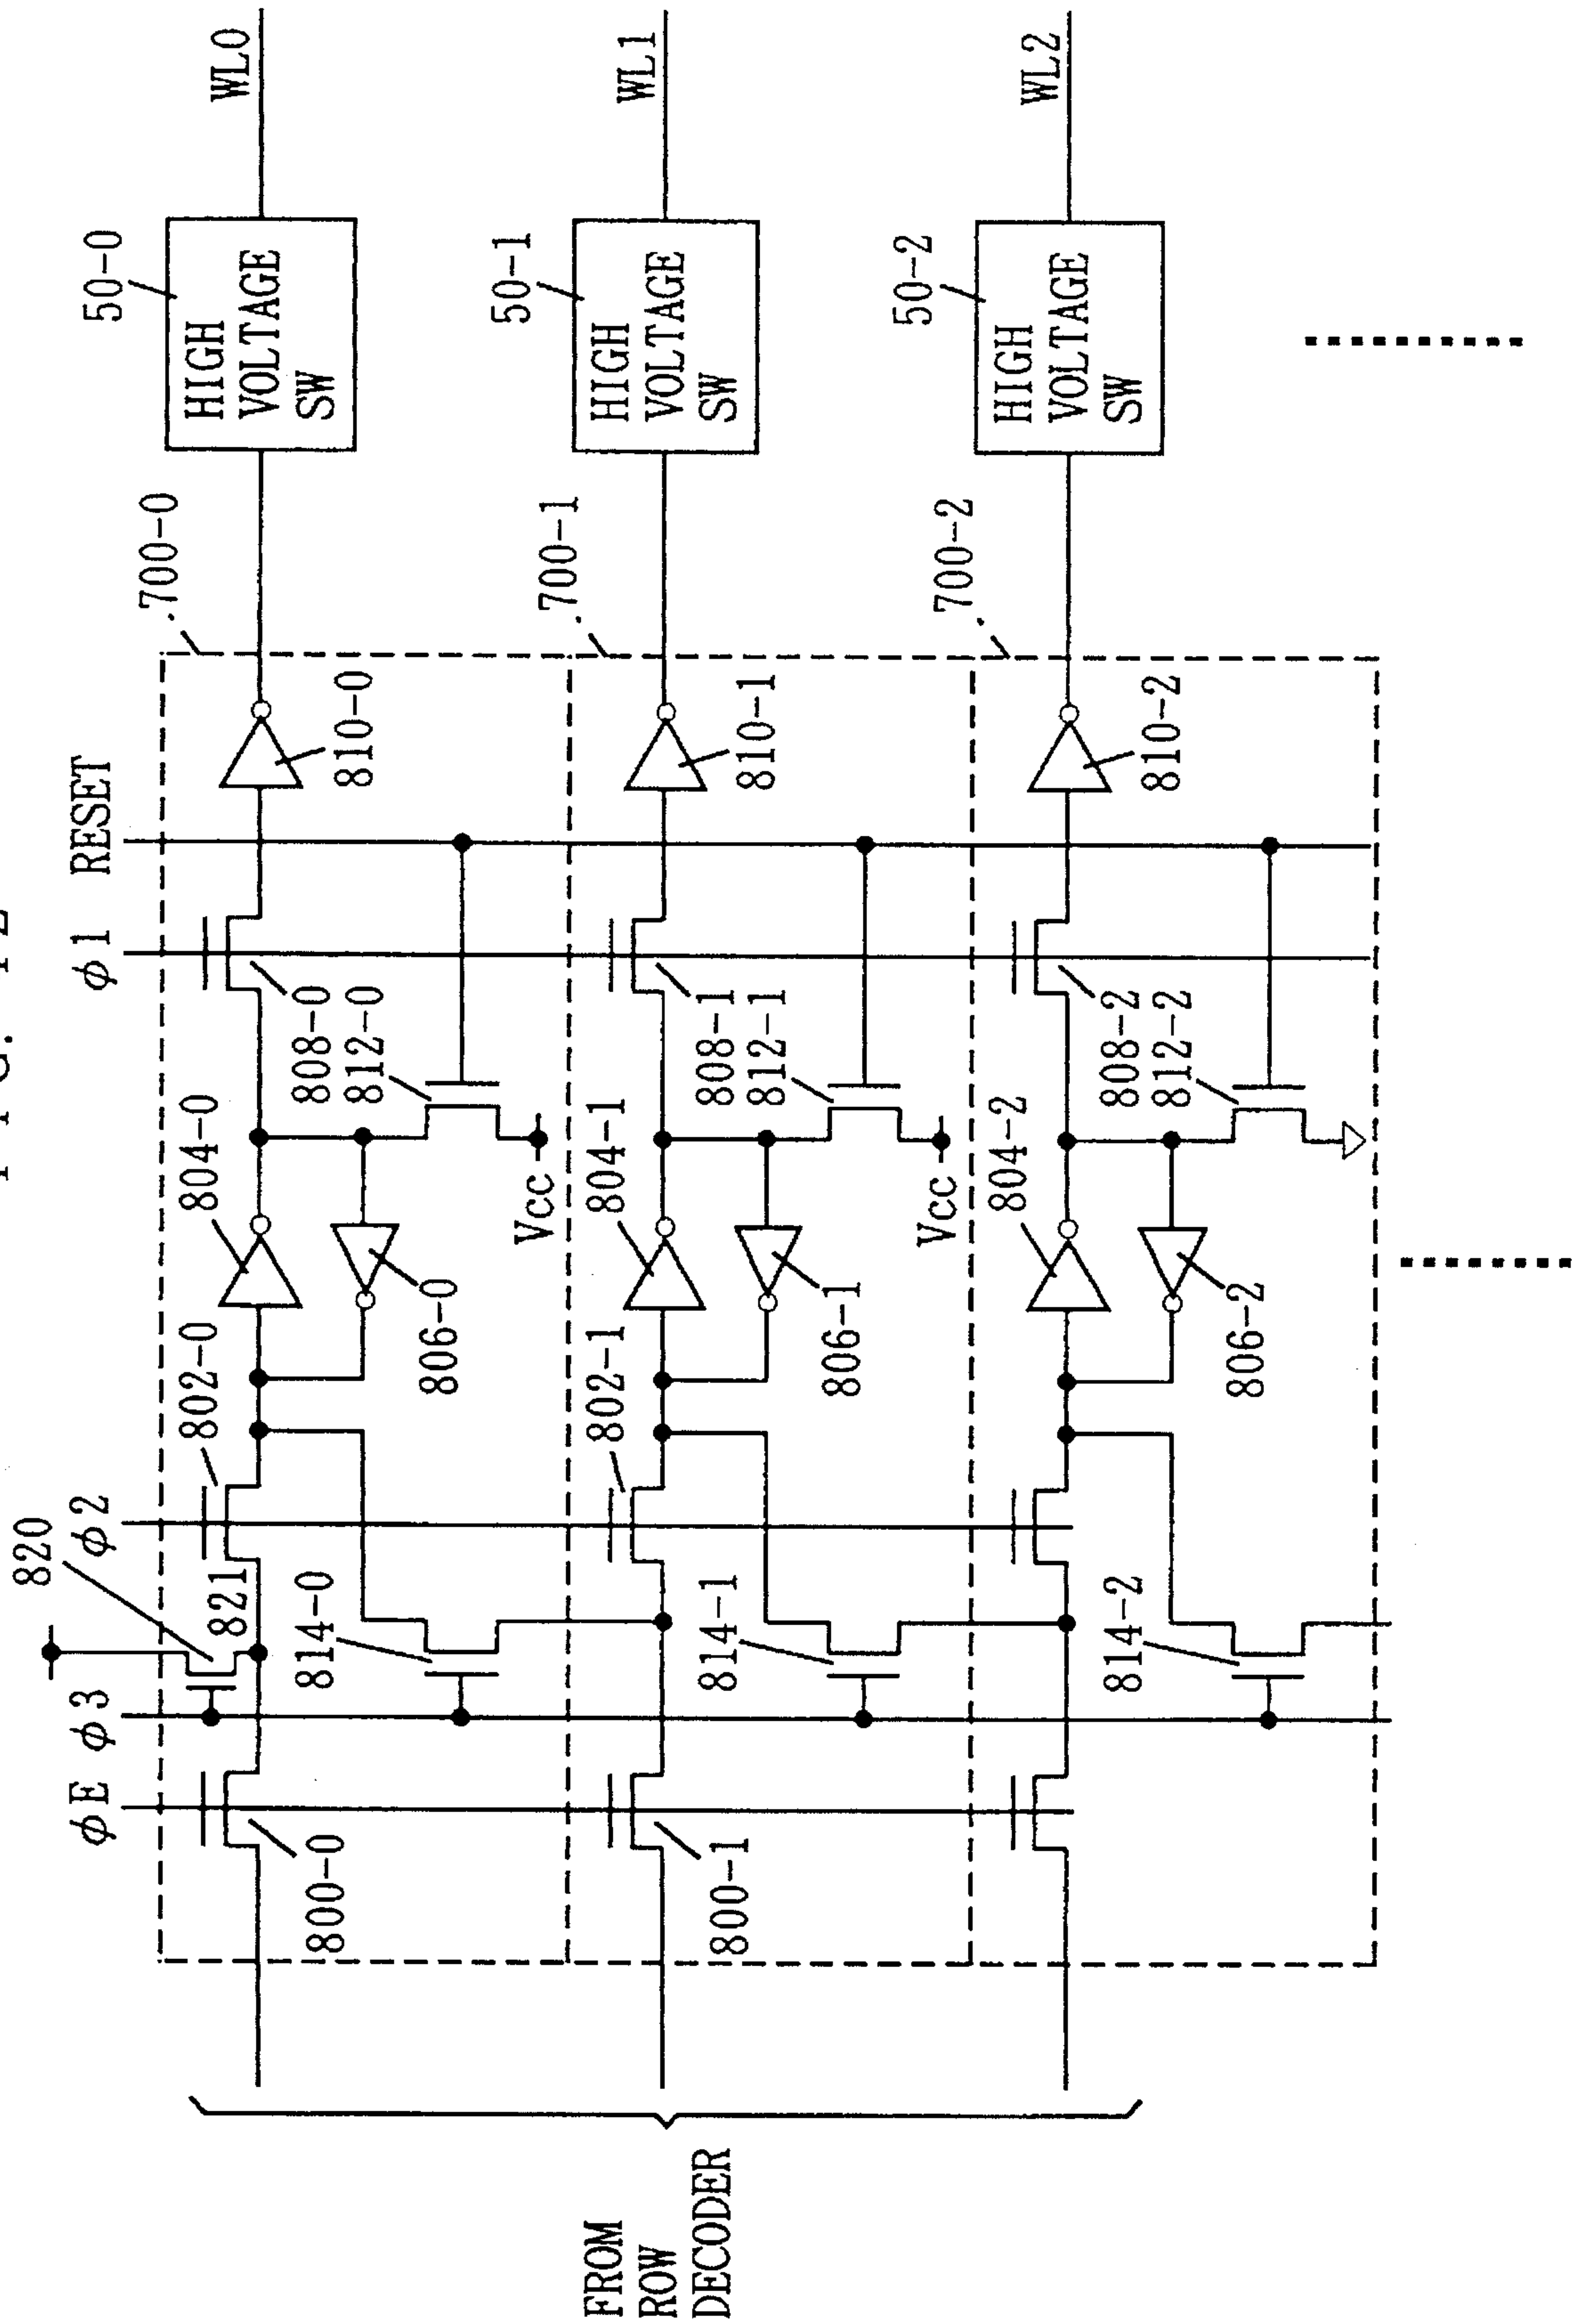 FIG. 12
WL0
WL1
WL2
50-0
50-1
50-2
HIGH
VOLTAGE
SW
HIGH
VOLTAGE
SW
HIGH
VOLTAGE
SW
700-0
700-1
700-2
810-0
810-1
810-2
RESET
φ1
808-0
812-0
808-1
812-1
808-2
812-2
804-0
804-1
804-2
Vcc
Vcc
806-0
806-1
806-2
802-0
802-1
φ2
820
821
814-0
814-1
814-2
φ3
φE
800-0
800-1
FROM
ROW
DECODER